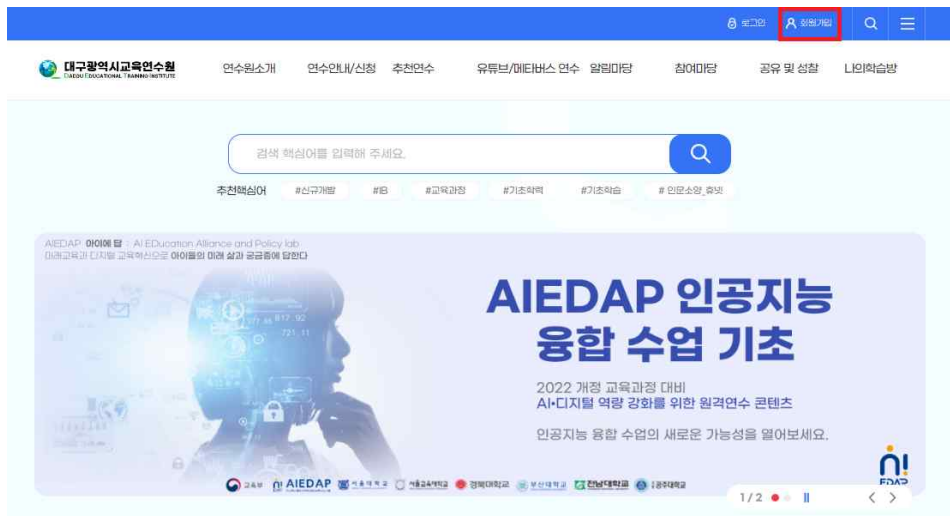 로그인 회원가입
대구광역시교육연수원
DAEGU EDUCATIONAL TRAINING INSTITUTE
연수원소개 연수안내/신청 추천연수 유튜브/메타버스 연수 알림마당 참여마당 공유 및 성찰 나의학습방
검색 핵심어를 입력해 주세요.
추천핵심어 #신규개발 #IB #교육과정 #기초학력 #기초학습 # 인문소양_휴빗
AIEDAP 아이에 답 : AI EDucation Alliance and Policy lab
미래교육과 디지털 교육혁신으로 아이들의 미래 삶과 궁금증에 답한다
AIEDAP 인공지능
융합 수업 기초
2022 개정 교육과정 대비
AI•디지털 역량 강화를 위한 원격연수 콘텐츠
인공지능 융합 수업의 새로운 가능성을 열어보세요.
교육부 AIEDAP 서울대학교 서울교육대학교 경북대학교 부산대학교 전남대학교 공주대학교
EDAP
1/2